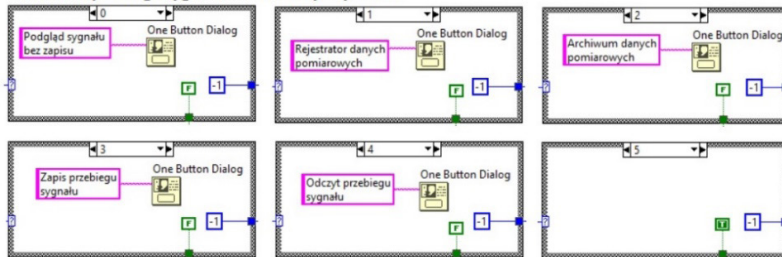 0
Podgląd sygnału
bez zapisu
One Button Dialog
F
-1
1
Rejestrator danych
pomiarowych
One Button Dialog
F
-1
2
Archiwum danych
pomiarowych
One Button Dialog
F
-1
3
Zapis przebiegu
sygnału
One Button Dialog
F
-1
4
Odczyt przebiegu
sygnału
One Button Dialog
F
-1
5
T
-1